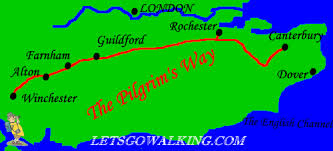 LONDON
Rochester
Canterbury
Guildford
Farnham
Alton
Dover
The Pilgrim's Way
Winchester
The English Channel
LETSGOWALKING.COM